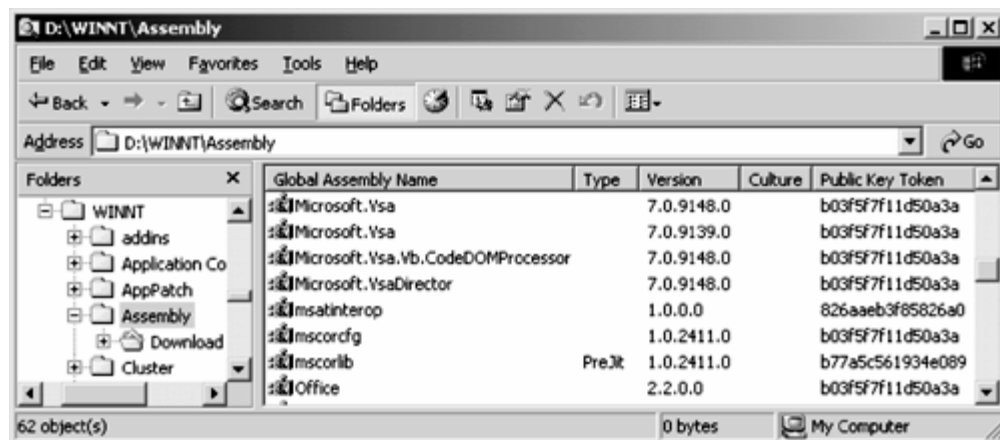 D:\WINNT\Assembly
File Edit View Favorites Tools Help
Back Search Folders
Address D:\WINNT\Assembly Go
Folders
WINNT
addins
Application Co
AppPatch
Assembly
Download
Cluster
Global Assembly Name Type Version Culture Public Key Token
Microsoft.Vsa 7.0.9148.0 b03f5f7f11d50a3a
Microsoft.Vsa 7.0.9139.0 b03f5f7f11d50a3a
Microsoft.Vsa.Vb.CodeDOMProcessor 7.0.9148.0 b03f5f7f11d50a3a
Microsoft.VsaDirector 7.0.9148.0 b03f5f7f11d50a3a
msatinterop 1.0.0.0 826aaeb3f85826a0
mscorcfg 1.0.2411.0 b03f5f7f11d50a3a
mscorlib PreJit 1.0.2411.0 b77a5c561934e089
Office 2.2.0.0 b03f5f7f11d50a3a
62 object(s) 0 bytes My Computer